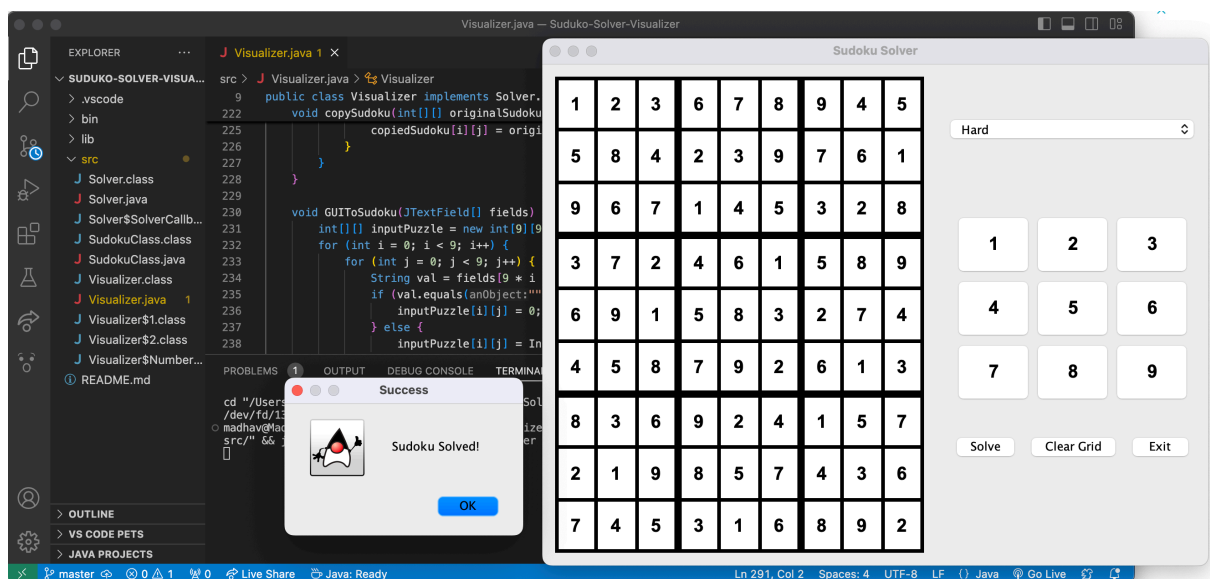 Visualizer.java — Suduko-Solver-Visualizer
EXPLORER ...
SUDUKO-SOLVER-VISUA...
.vscode
bin
lib
src
J Solver.class
J Solver.java
J Solver$SolverCallb...
J SudokuClass.class
J SudokuClass.java
J Visualizer.class
J Visualizer.java 1
J Visualizer$1.class
J Visualizer$2.class
J Visualizer$Number...
README.md
OUTLINE
VS CODE PETS
JAVA PROJECTS
J Visualizer.java 1 ×
src > J Visualizer.java > Visualizer
9 public class Visualizer implements Solver.
222 void copySudoku(int[][] originalSudoku
225 copiedSudoku[i][j] = origi
226 }
227 }
228 }
229
230 void GUIToSudoku(JTextField[] fields)
231 int[][] inputPuzzle = new int[9][9
232 for (int i = 0; i < 9; i++) {
233 for (int j = 0; j < 9; j++) {
234 String val = fields[9 * i
235 if (val.equals(anObject:""
236 inputPuzzle[i][j] = 0;
237 } else {
238 inputPuzzle[i][j] = In
PROBLEMS 1 OUTPUT DEBUG CONSOLE TERMINA
cd "/Users
/dev/fd/13
madhav@Mac
src/" && j
Success
Sudoku Solved!
OK
Sudoku Solver
1 2 3 6 7 8 9 4 5
5 8 4 2 3 9 7 6 1
9 6 7 1 4 5 3 2 8
3 7 2 4 6 1 5 8 9
6 9 1 5 8 3 2 7 4
4 5 8 7 9 2 6 1 3
8 3 6 9 2 4 1 5 7
2 1 9 8 5 7 4 3 6
7 4 5 3 1 6 8 9 2
Hard
1 2 3
4 5 6
7 8 9
Solve Clear Grid Exit
master 0 1 0 Live Share Java: Ready Ln 291, Col 2 Spaces: 4 UTF-8 LF {} Java Go Live